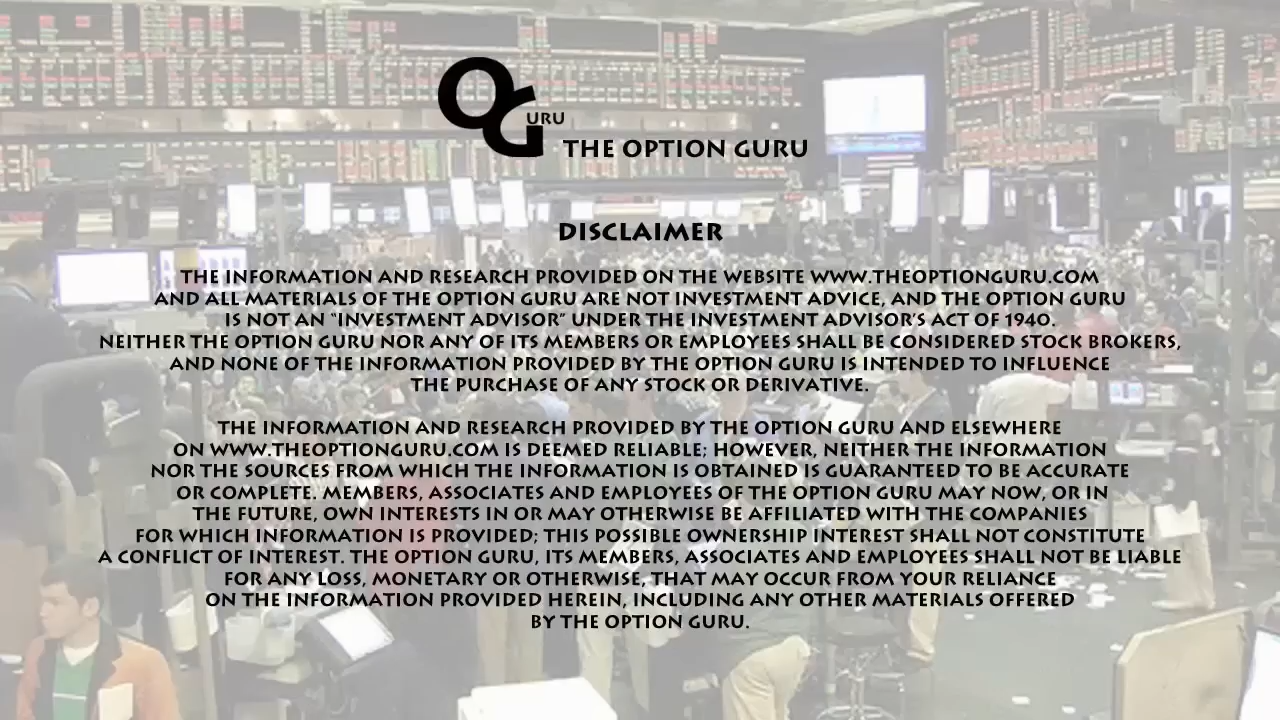 OG URU
THE OPTION GURU
DISCLAIMER
THE INFORMATION AND RESEARCH PROVIDED ON THE WEBSITE WWW.THEOPTIONGURU.COM
AND ALL MATERIALS OF THE OPTION GURU ARE NOT INVESTMENT ADVICE, AND THE OPTION GURU
IS NOT AN “INVESTMENT ADVISOR” UNDER THE INVESTMENT ADVISOR’S ACT OF 1940.
NEITHER THE OPTION GURU NOR ANY OF ITS MEMBERS OR EMPLOYEES SHALL BE CONSIDERED STOCK BROKERS,
AND NONE OF THE INFORMATION PROVIDED BY THE OPTION GURU IS INTENDED TO INFLUENCE
THE PURCHASE OF ANY STOCK OR DERIVATIVE.
THE INFORMATION AND RESEARCH PROVIDED BY THE OPTION GURU AND ELSEWHERE
ON WWW.THEOPTIONGURU.COM IS DEEMED RELIABLE; HOWEVER, NEITHER THE INFORMATION
NOR THE SOURCES FROM WHICH THE INFORMATION IS OBTAINED IS GUARANTEED TO BE ACCURATE
OR COMPLETE. MEMBERS, ASSOCIATES AND EMPLOYEES OF THE OPTION GURU MAY NOW, OR IN
THE FUTURE, OWN INTERESTS IN OR MAY OTHERWISE BE AFFILIATED WITH THE COMPANIES
FOR WHICH INFORMATION IS PROVIDED; THIS POSSIBLE OWNERSHIP INTEREST SHALL NOT CONSTITUTE
A CONFLICT OF INTEREST. THE OPTION GURU, ITS MEMBERS, ASSOCIATES AND EMPLOYEES SHALL NOT BE LIABLE
FOR ANY LOSS, MONETARY OR OTHERWISE, THAT MAY OCCUR FROM YOUR RELIANCE
ON THE INFORMATION PROVIDED HEREIN, INCLUDING ANY OTHER MATERIALS OFFERED
BY THE OPTION GURU.